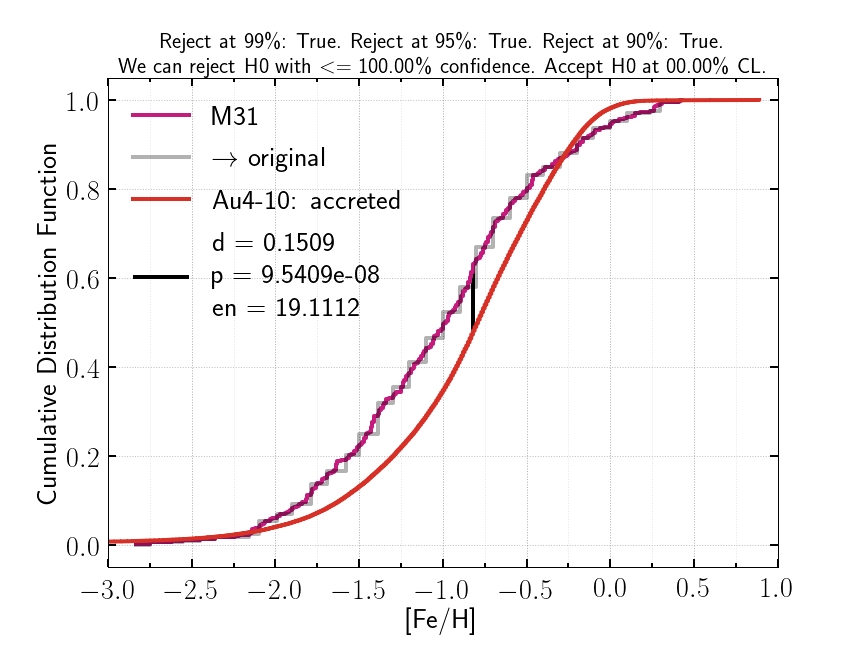 Reject at 99%: True. Reject at 95%: True. Reject at 90%: True.
We can reject H0 with <= 100.00% confidence. Accept H0 at 00.00% CL.
M31
→ original
Au4-10: accreted
d = 0.1509
p = 9.5409e-08
en = 19.1112
Cumulative Distribution Function
1.0
0.8
0.6
0.4
0.2
0.0
−3.0 −2.5 −2.0 −1.5 −1.0 −0.5 0.0 0.5 1.0
[Fe/H]